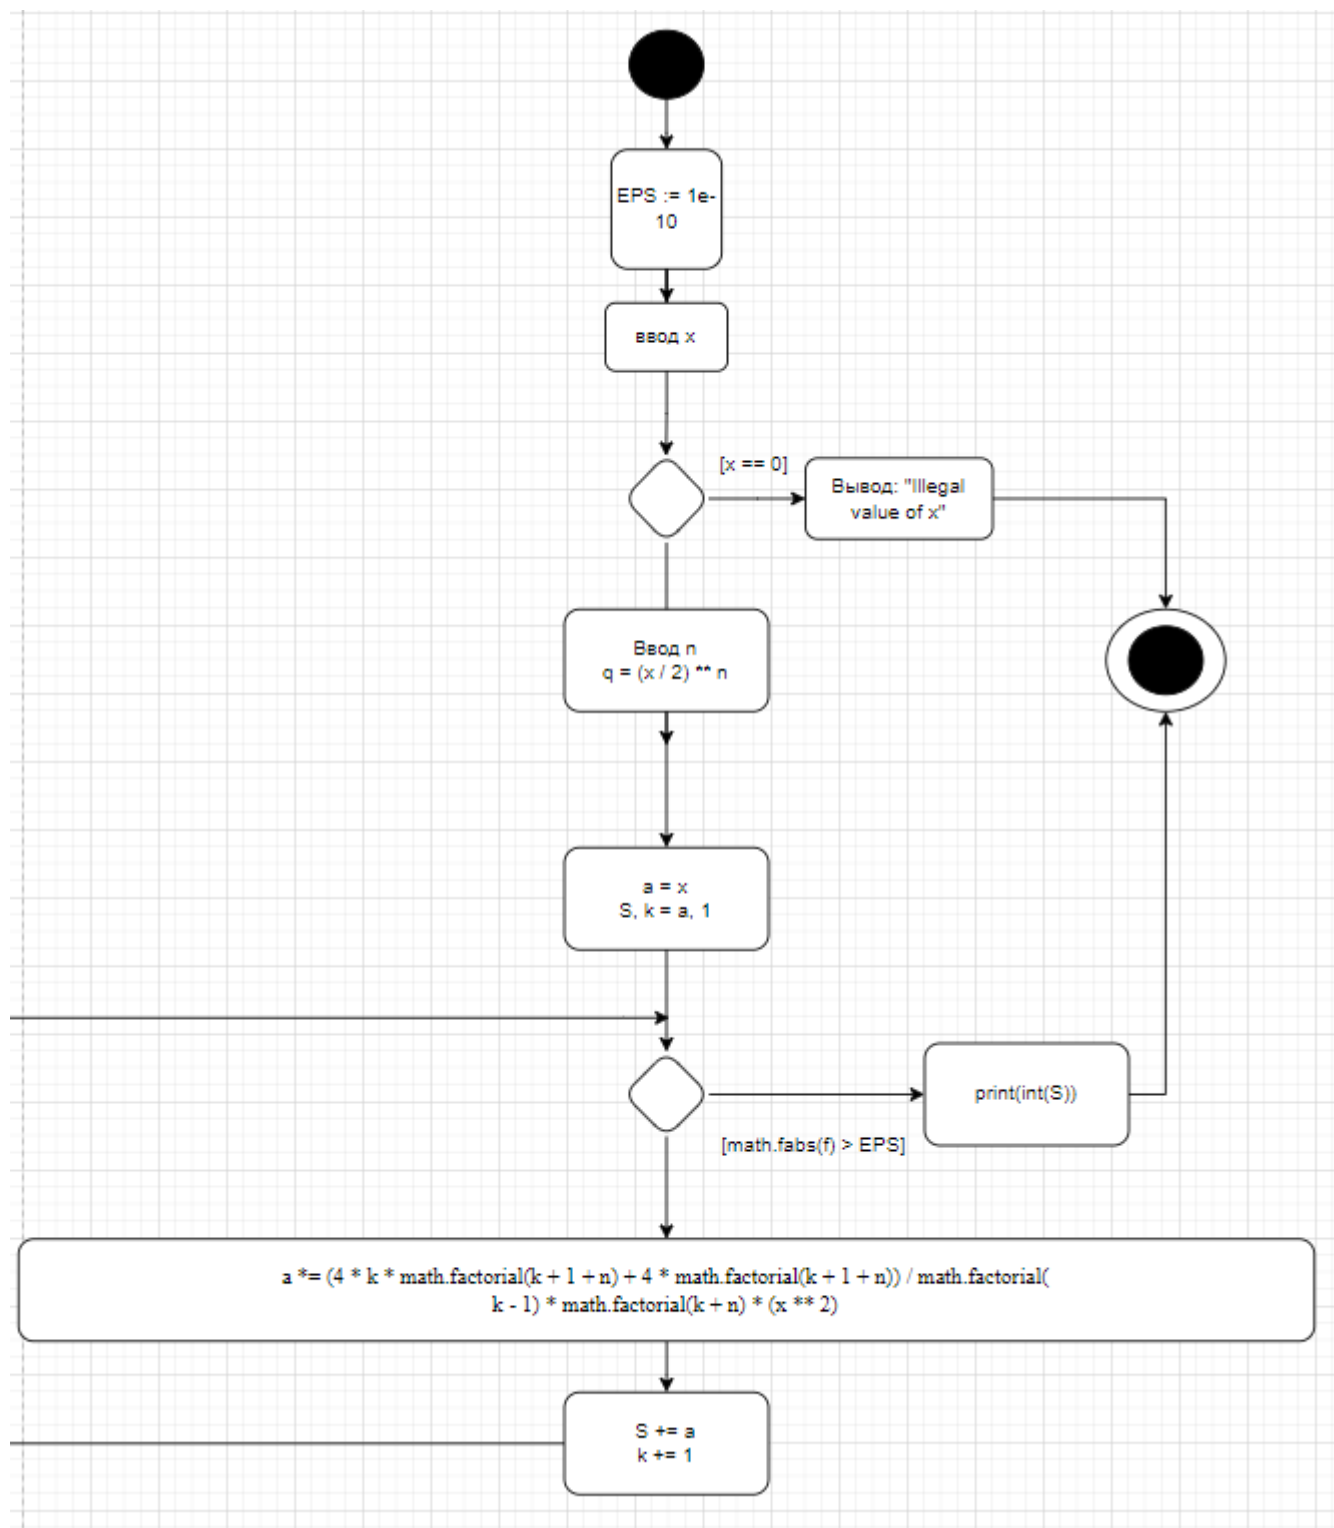 EPS := 1e-
10
ввод x
[x == 0]
Вывод: "Illegal
value of x"
Ввод n
q = (x / 2) ** n
a = x
S, k = a, 1
print(int(S))
[math.fabs(f) > EPS]
a *= (4 * k * math.factorial(k + 1 + n) + 4 * math.factorial(k + 1 + n)) / math.factorial(
k - 1) * math.factorial(k + n) * (x ** 2)
S += a
k += 1